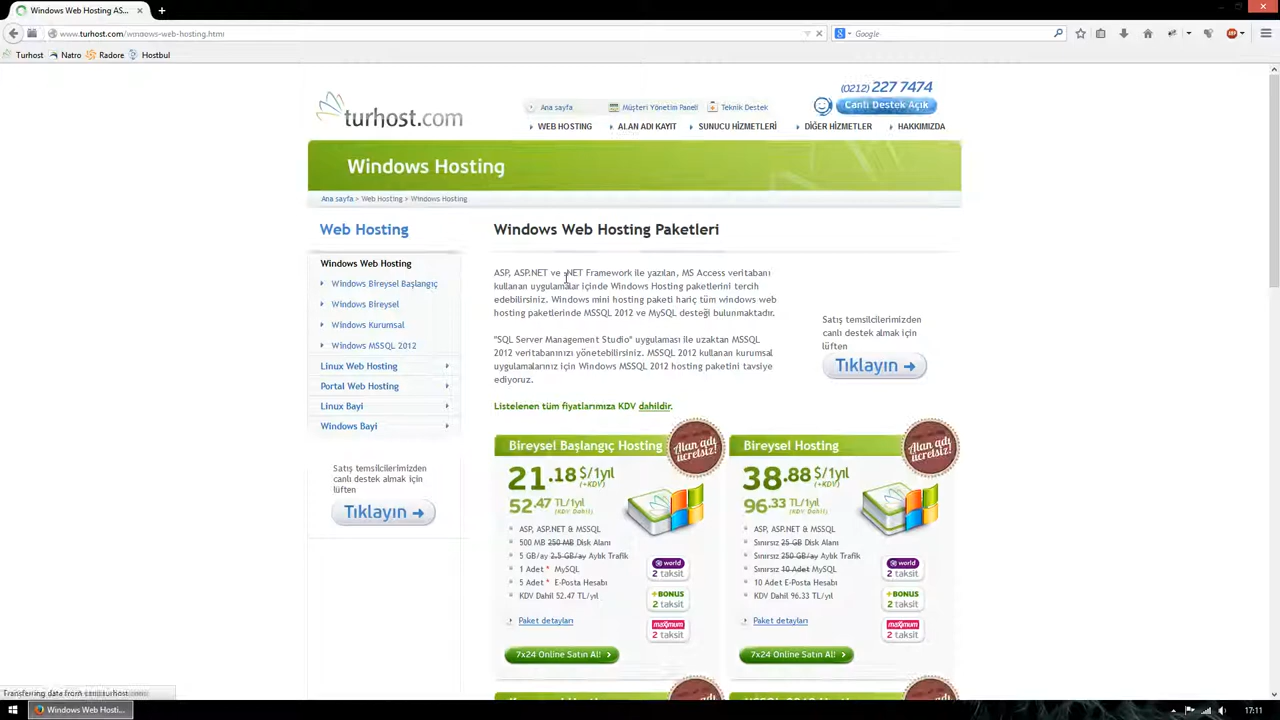 Windows Web Hosting AS...
www.turhost.com/windows-web-hosting.html
Google
Turhost
Natro
Radore
Hostbul
turhost.com
(0212) 227 7474
Canlı Destek Açık
Ana sayfa
Müşteri Yönetim Paneli
Teknik Destek
WEB HOSTING
ALAN ADI KAYIT
SUNUCU HİZMETLERİ
DİĞER HİZMETLER
HAKKIMIZDA
Windows Hosting
Ana sayfa > Web Hosting > Windows Hosting
Web Hosting
Windows Web Hosting
Windows Bireysel Başlangıç
Windows Bireysel
Windows Kurumsal
Windows MSSQL 2012
Linux Web Hosting
Portal Web Hosting
Linux Bayi
Windows Bayi
Satış temsilcilerimizden
canlı destek almak için
lüften
Tıklayın
Windows Web Hosting Paketleri
ASP, ASP.NET ve .NET Framework ile yazılan, MS Access veritabanı
kullanan uygulamalar içinde Windows Hosting paketlerini tercih
edebilirsiniz. Windows mini hosting paketi hariç tüm windows web
hosting paketlerinde MSSQL 2012 ve MySQL desteği bulunmaktadır.
"SQL Server Management Studio" uygulaması ile uzaktan MSSQL
2012 veritabanınızı yönetebilirsiniz. MSSQL 2012 kullanan kurumsal
uygulamalarınız için Windows MSSQL 2012 hosting paketini tavsiye
ediyoruz.
Listelenen tüm fiyatlarımıza KDV dahildir.
Satış temsilcilerimizden
canlı destek almak için
lüften
Tıklayın
Bireysel Başlangıç Hosting
Alan adı
ücretsiz!
21.18 $/1yıl
(+KDV)
52.47 TL/1yıl
(KDV Dahil)
ASP, ASP.NET & MSSQL
500 MB 250 MB Disk Alanı
5 GB/ay 2.5 GB/ay Aylık Trafik
1 Adet * MySQL
5 Adet * E-Posta Hesabı
KDV Dahil 52.47 TL/yıl
world
2 taksit
BONUS
2 taksit
maximum
2 taksit
Paket detayları
7x24 Online Satın Al!
Bireysel Hosting
Alan adı
ücretsiz!
38.88 $/1yıl
(+KDV)
96.33 TL/1yıl
(KDV Dahil)
ASP, ASP.NET & MSSQL
Sınırsız 25 GB Disk Alanı
Sınırsız 250 GB/ay Aylık Trafik
Sınırsız 10 Adet MySQL
10 Adet E-Posta Hesabı
KDV Dahil 96.33 TL/yıl
world
2 taksit
BONUS
2 taksit
maximum
2 taksit
Paket detayları
7x24 Online Satın Al!
Transferring data from
Windows Web Hosti...
17:11